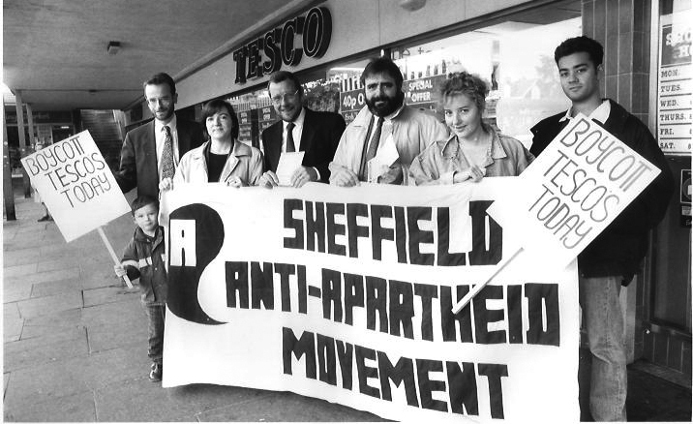 TESCO
40p
SPECIAL
OFFER
BOYCOTT
TESCOS
TODAY
A
SHEFFIELD
ANTI-APARTHEID
MOVEMENT
BOYCOTT
TESCO'S
TODAY
MON.
TUES.
WED.
THURS.
FRI.
SAT.